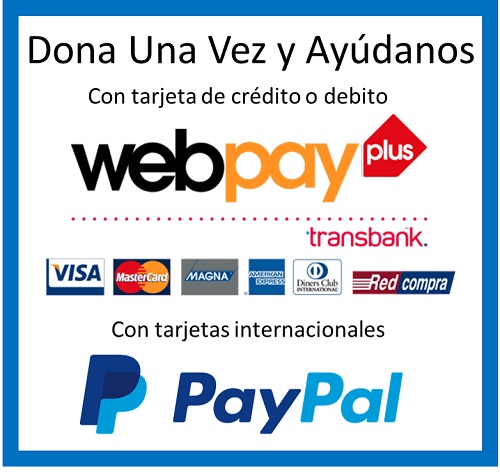 Dona Una Vez y Ayúdanos
Con tarjeta de crédito o debito
webpay plus
transbank.
VISA MasterCard MAGNA AMERICAN EXPRESS Diners Club INTERNATIONAL Red compra
Con tarjetas internacionales
PayPal